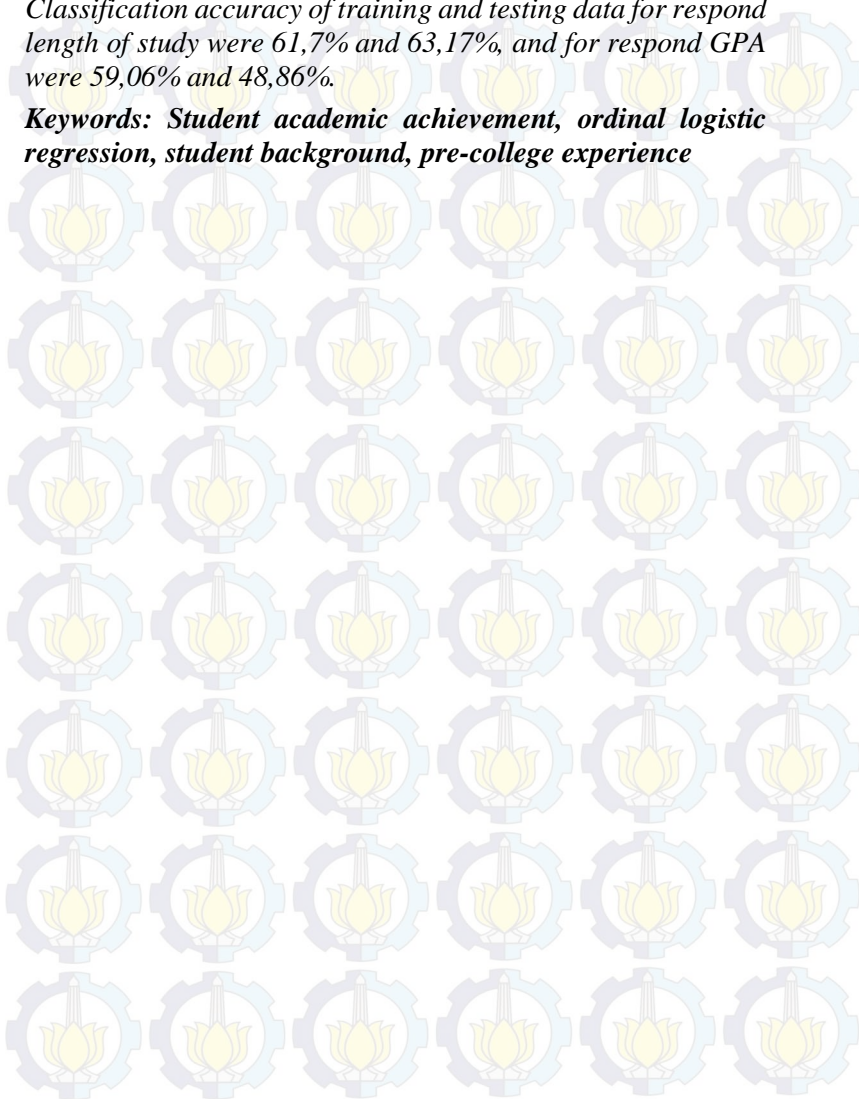 Classification accuracy of training and testing data for respond
length of study were 61,7% and 63,17%, and for respond GPA
were 59,06% and 48,86%.
Keywords: Student academic achievement, ordinal logistic
regression, student background, pre-college experience